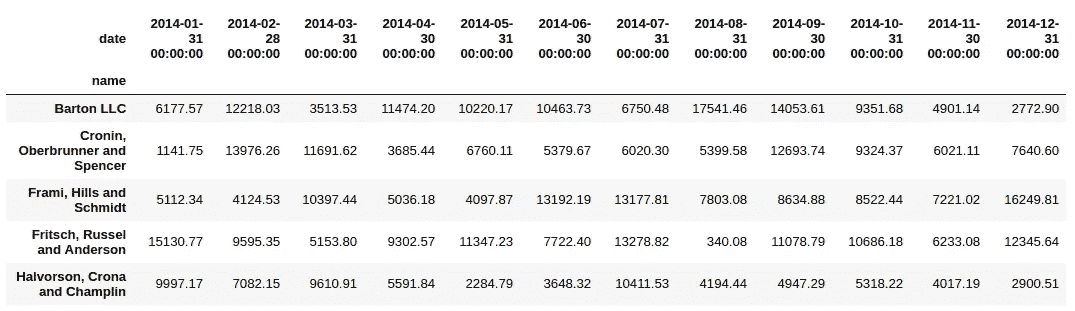 date 2014-01- 2014-02- 2014-03- 2014-04- 2014-05- 2014-06- 2014-07- 2014-08- 2014-09- 2014-10- 2014-11- 2014-12-
31 28 31 30 31 30 31 31 30 31 30 31
00:00:00 00:00:00 00:00:00 00:00:00 00:00:00 00:00:00 00:00:00 00:00:00 00:00:00 00:00:00 00:00:00 00:00:00
name
Barton LLC 6177.57 12218.03 3513.53 11474.20 10220.17 10463.73 6750.48 17541.46 14053.61 9351.68 4901.14 2772.90
Cronin,
Oberbrunner and 1141.75 13976.26 11691.62 3685.44 6760.11 5379.67 6020.30 5399.58 12693.74 9324.37 6021.11 7640.60
Spencer
Frami, Hills and
Schmidt 5112.34 4124.53 10397.44 5036.18 4097.87 13192.19 13177.81 7803.08 8634.88 8522.44 7221.02 16249.81
Fritsch, Russel
and Anderson 15130.77 9595.35 5153.80 9302.57 11347.23 7722.40 13278.82 340.08 11078.79 10686.18 6233.08 12345.64
Halvorson, Crona
and Champlin 9997.17 7082.15 9610.91 5591.84 2284.79 3648.32 10411.53 4194.44 4947.29 5318.22 4017.19 2900.51